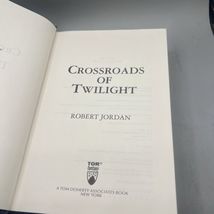 CROSSROADS
OF
TWILIGHT
ROBERT JORDAN
TOR
A TOM DOHERTY ASSOCIATES BOOK
NEW YORK